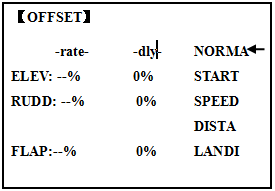 【OFFSET】
-rate- -dly- NORMA
ELEV: --% 0% START
RUDD: --% 0% SPEED
DISTA
FLAP:--% 0% LANDI